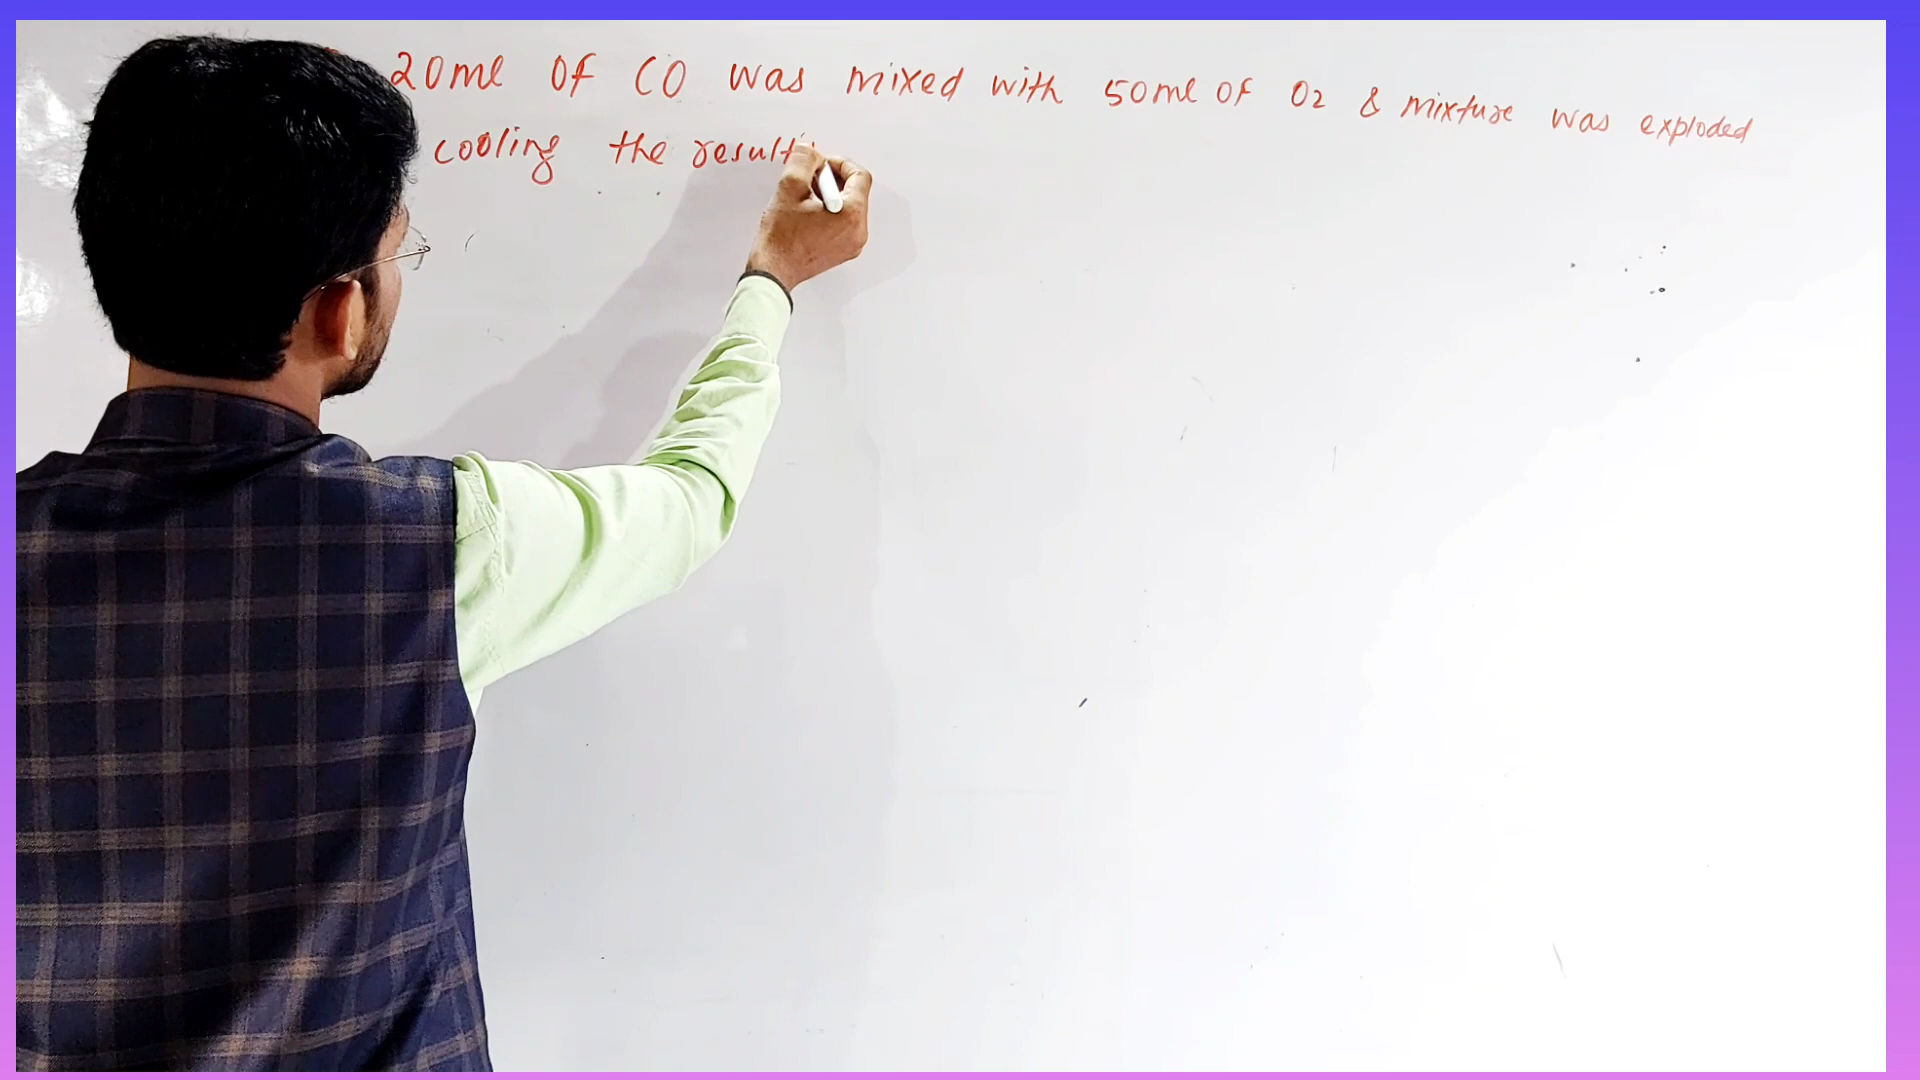 20ml of CO was mixed with 50ml of O2 & mixture was exploded
cooling the result